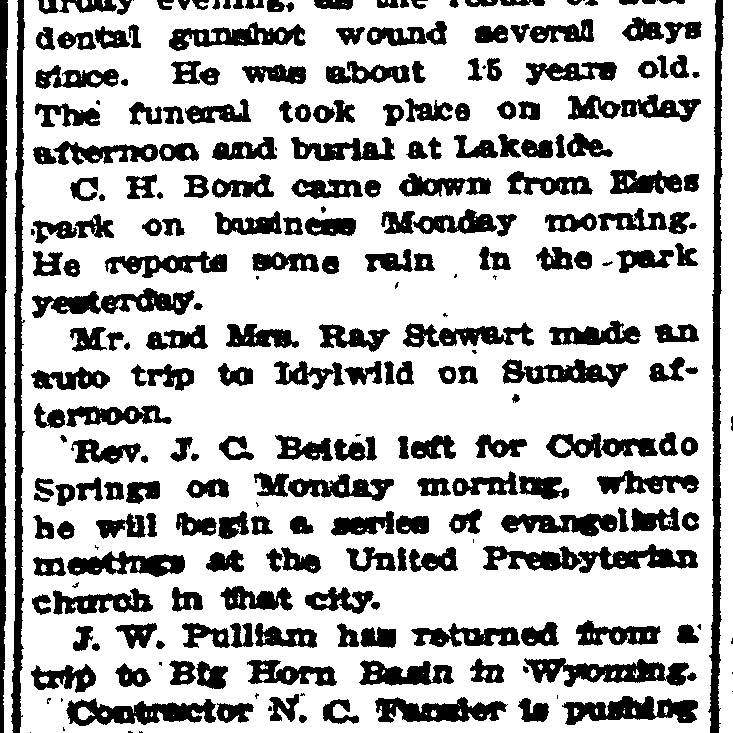 urday evening, as the result of acci-
dental gunshot wound several days
since. He was about 15 years old.
The funeral took place on Monday
afternoon and burial at Lakeside.
C. H. Bond came down from Estes
park on business Monday morning.
He reports some rain in the park
yesterday.
Mr. and Mrs. Ray Stewart made an
auto trip to Idylwild on Sunday af-
ternoon.
Rev. J. C. Beitel left for Colorado
Springs on Monday morning, where
he will begin a series of evangelistic
meetings at the United Presbyterian
church in that city.
J. W. Pulliam has returned from a
trip to Big Horn Basin in Wyoming.
Contractor N. C. is pushing